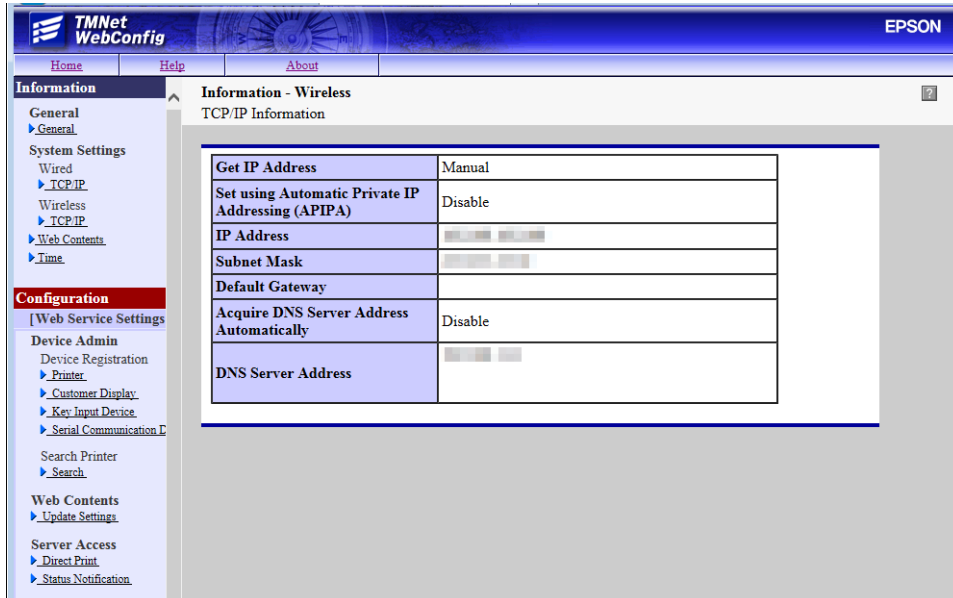 TMNet
WebConfig
EPSON
Home Help About
Information
General
General
System Settings
Wired
TCP/IP
Wireless
TCP/IP
Web Contents
Time
Configuration
[Web Service Settings
Device Admin
Device Registration
Printer
Customer Display
Key Input Device
Serial Communication D
Search Printer
Search
Web Contents
Update Settings
Server Access
Direct Print
Status Notification
Information - Wireless
?
TCP/IP Information
Get IP Address Manual
Set using Automatic Private IP
Addressing (APIPA) Disable
IP Address
Subnet Mask
Default Gateway
Acquire DNS Server Address
Automatically Disable
DNS Server Address